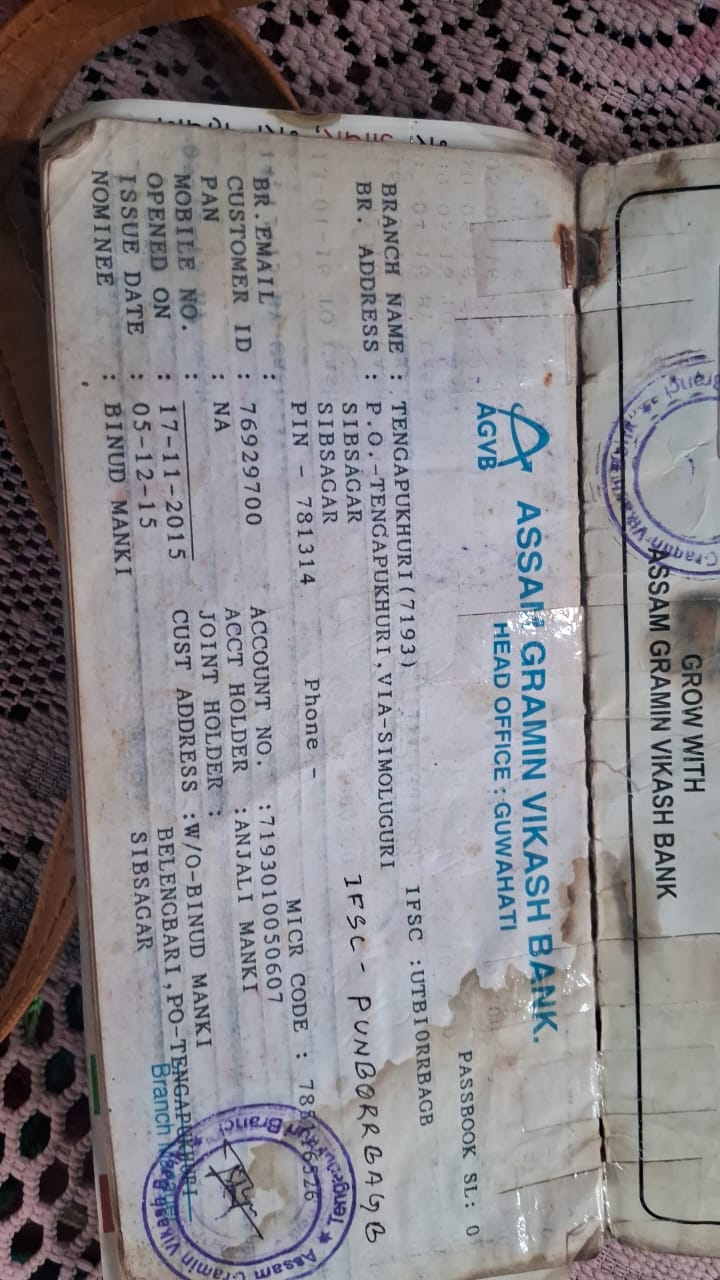 GROW WITH
ASSAM GRAMIN VIKASH BANK
AGVB
ASSAM GRAMIN VIKASH BANK.
HEAD OFFICE : GUWAHATI
PASSBOOK SL: 0
BRANCH NAME : TENGAPUKHURI(7193) IFSC :UTBI0RRBAGB
BR. ADDRESS : P.O.-TENGAPUKHURI,VIA-SIMOLUGURI
SIBSAGAR IFSC - PUNB0RRBAGB
SIBSAGAR
PIN - 781314 Phone - MICR CODE :
BR. EMAIL : ACCOUNT NO. :7193010050607
CUSTOMER ID : 76929700 ACCT HOLDER :ANJALI MANKI
PAN : NA JOINT HOLDER :
MOBILE NO. : CUST ADDRESS :W/O-BINUD MANKI
OPENED ON : 17-11-2015 BELENGBARI,PO-TENGAPUKHURI
ISSUE DATE : 05-12-15 SIBSAGAR
NOMINEE : BINUD MANKI
Branch
Assam Gramin Vikash